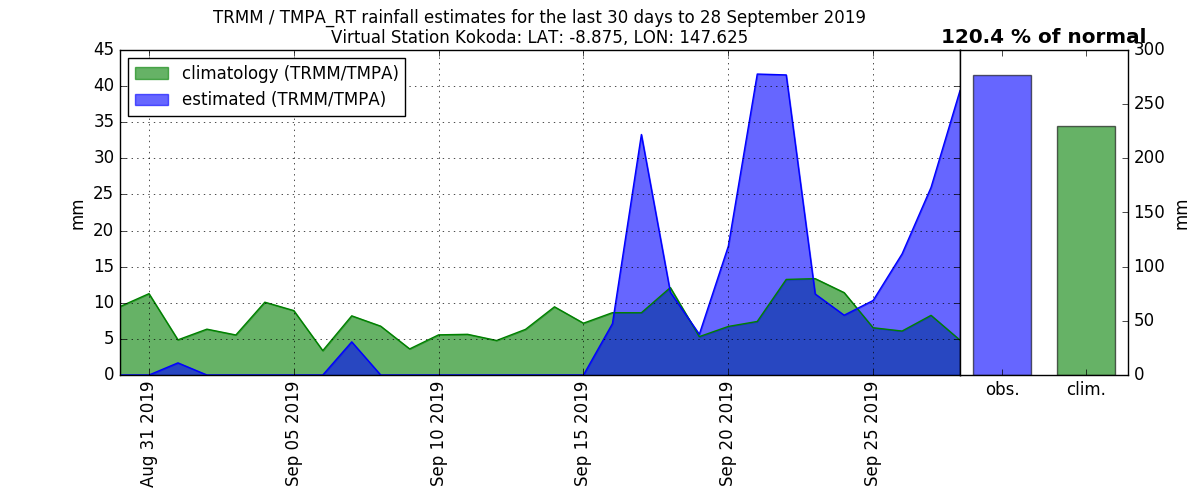 TRMM / TMPA_RT rainfall estimates for the last 30 days to 28 September 2019
Virtual Station Kokoda: LAT: -8.875, LON: 147.625
120.4 % of normal
climatology (TRMM/TMPA)
estimated (TRMM/TMPA)
45
40
35
30
25
20
15
10
5
0
mm
Aug 31 2019
Sep 05 2019
Sep 10 2019
Sep 15 2019
Sep 20 2019
Sep 25 2019
300
250
200
150
100
50
0
mm
obs.
clim.